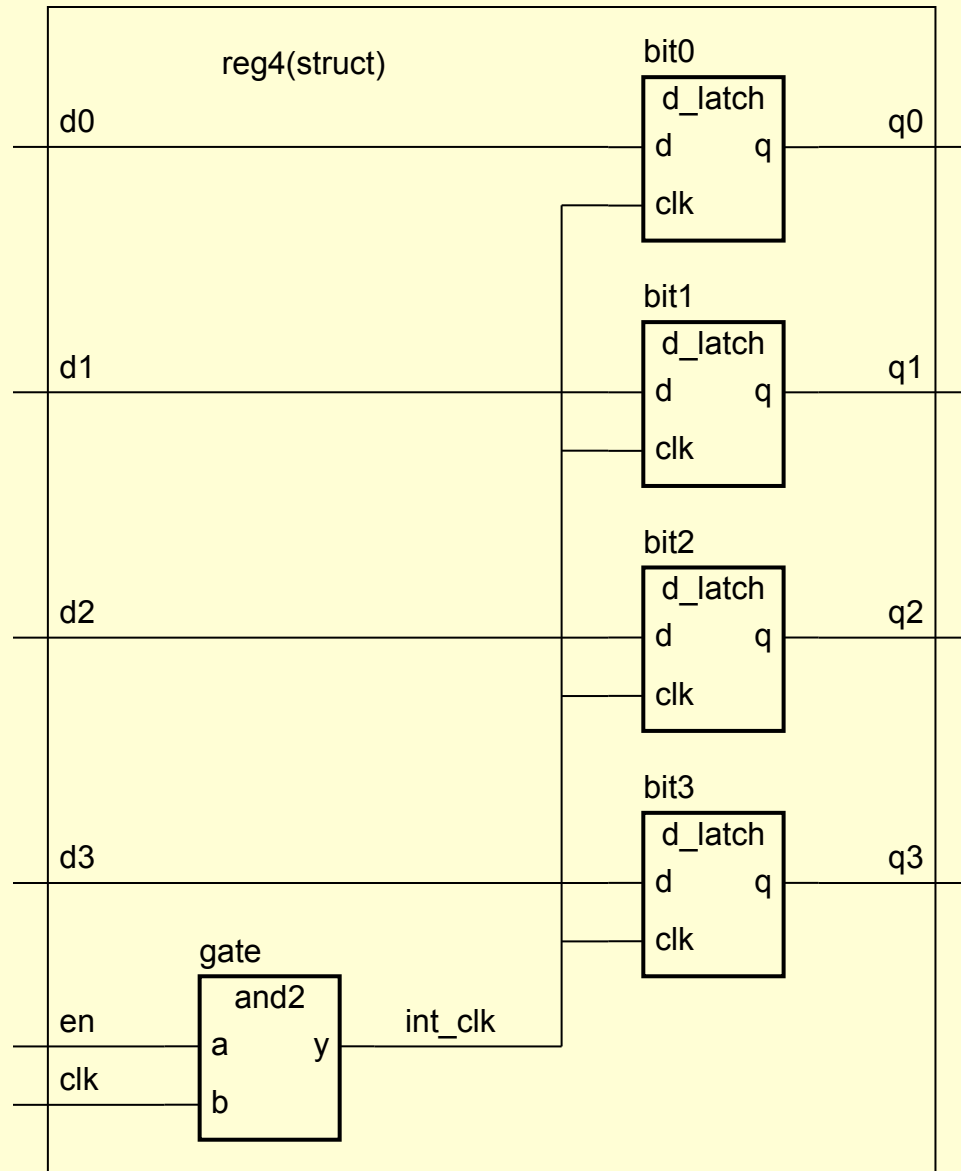 reg4(struct)
bit0
d_latch
d0
d
q
q0
clk
bit1
d_latch
d1
d
q
q1
clk
bit2
d_latch
d2
d
q
q2
clk
bit3
d_latch
d3
d
q
q3
clk
gate
and2
en
a
y
int_clk
clk
b